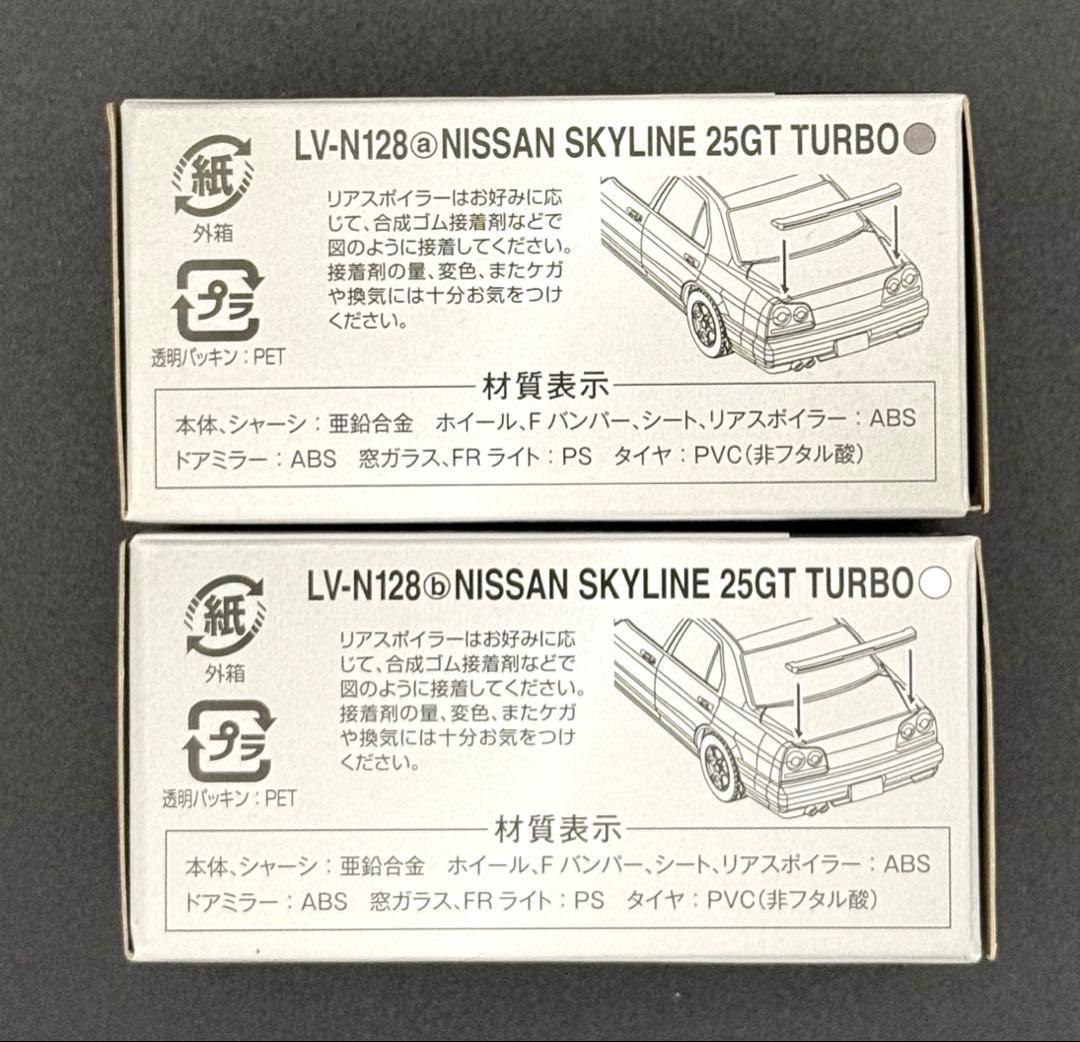 LV-N128ⓐNISSAN SKYLINE 25GT TURBO
紙
外箱
プラ
透明パッキン：PET
リアスポイラーはお好みに応
じて、合成ゴム接着剤などで
図のように接着してください。
接着剤の量、変色、またケガ
や換気には十分お気をつけ
ください。
材質表示
本体、シャーシ：亜鉛合金　ホイール、Fバンパー、シート、リアスポイラー：ABS
ドアミラー：ABS　窓ガラス、FRライト：PS　タイヤ：PVC（非フタル酸）
LV-N128ⓑNISSAN SKYLINE 25GT TURBO
紙
外箱
プラ
透明パッキン：PET
リアスポイラーはお好みに応
じて、合成ゴム接着剤などで
図のように接着してください。
接着剤の量、変色、またケガ
や換気には十分お気をつけ
ください。
材質表示
本体、シャーシ：亜鉛合金　ホイール、Fバンパー、シート、リアスポイラー：ABS
ドアミラー：ABS　窓ガラス、FRライト：PS　タイヤ：PVC（非フタル酸）